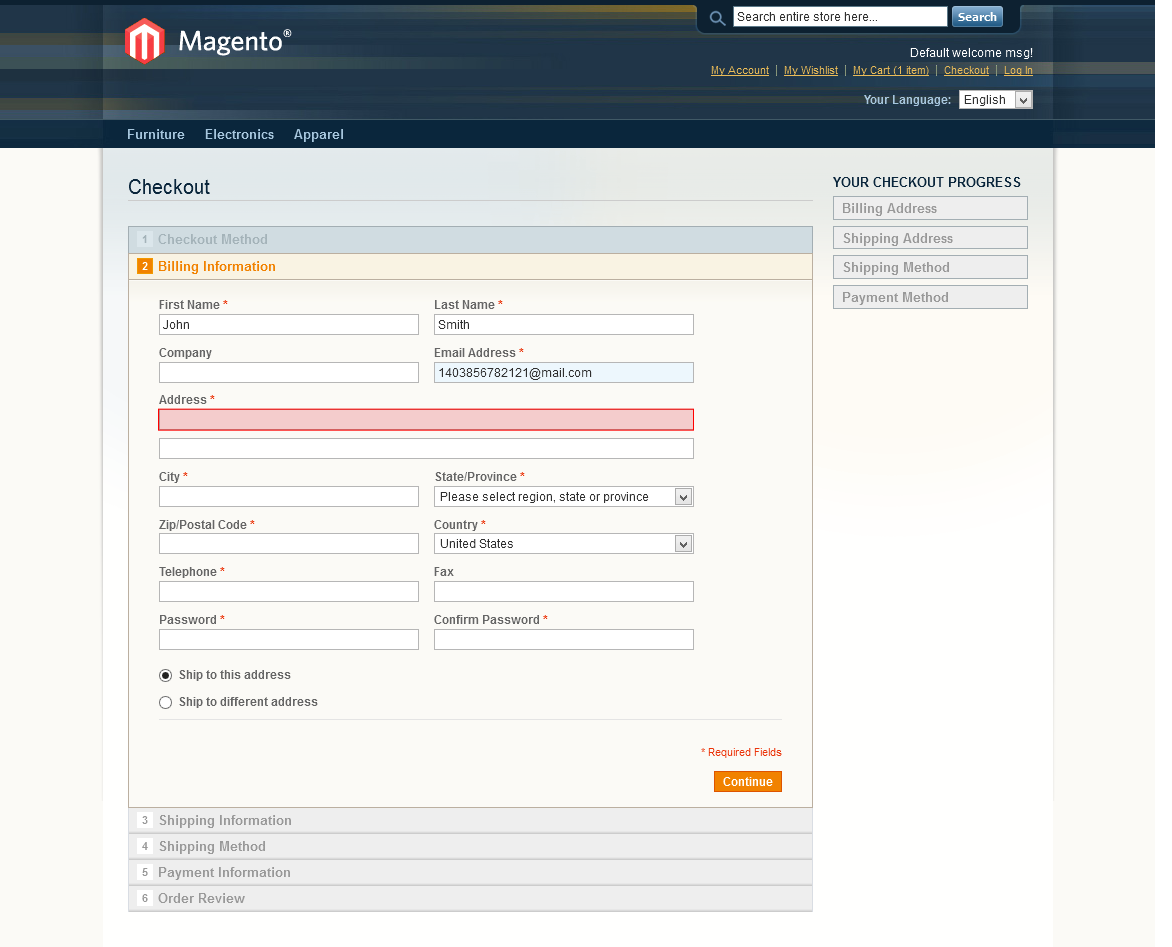 Search entire store here...
Search
Magento®
Default welcome msg!
My Account | My Wishlist | My Cart (1 item) | Checkout | Log In
Your Language: English
Furniture Electronics Apparel
Checkout
1 Checkout Method
2 Billing Information
First Name * Last Name *
John Smith
Company Email Address *
1403856782121@mail.com
Address *
City * State/Province *
Please select region, state or province
Zip/Postal Code * Country *
United States
Telephone * Fax
Password * Confirm Password *
Ship to this address
Ship to different address
* Required Fields
Continue
3 Shipping Information
4 Shipping Method
5 Payment Information
6 Order Review
YOUR CHECKOUT PROGRESS
Billing Address
Shipping Address
Shipping Method
Payment Method